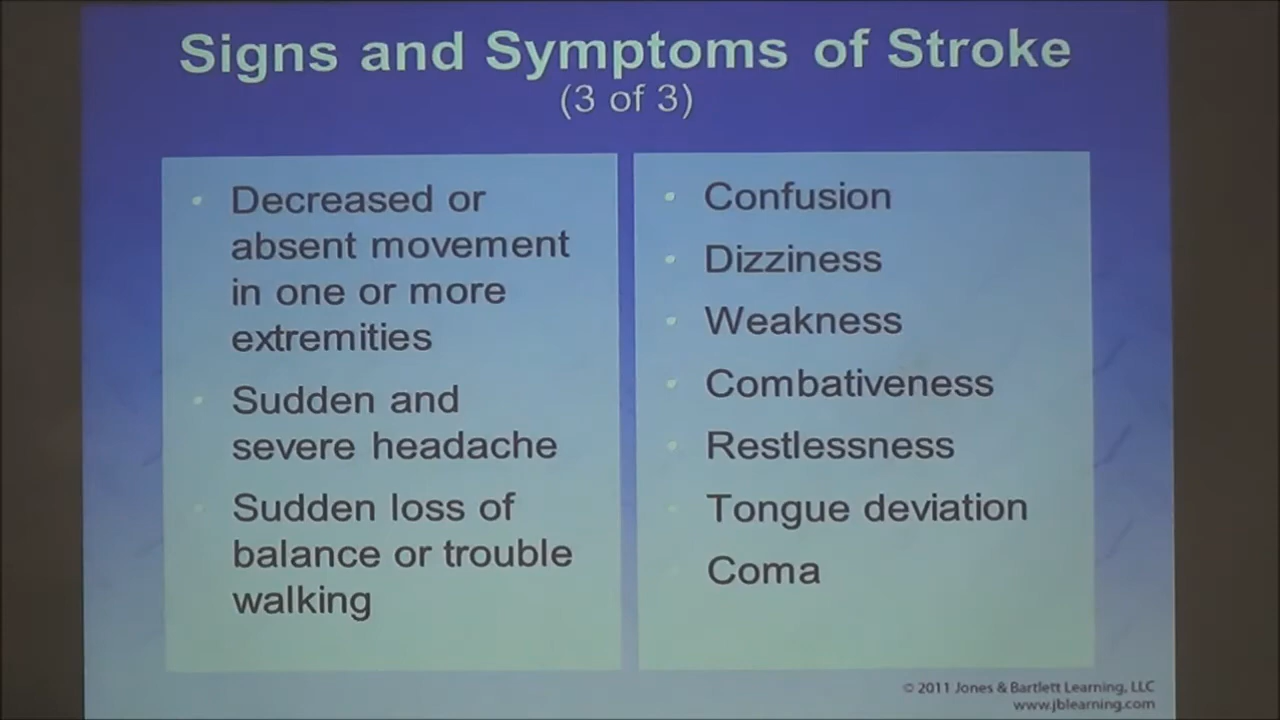 Signs and Symptoms of Stroke
(3 of 3)
• Decreased or
absent movement
in one or more
extremities
• Sudden and
severe headache
• Sudden loss of
balance or trouble
walking
• Confusion
• Dizziness
• Weakness
• Combativeness
• Restlessness
• Tongue deviation
Coma
© 2011 Jones & Bartlett Learning, LLC
www.jblearning.com